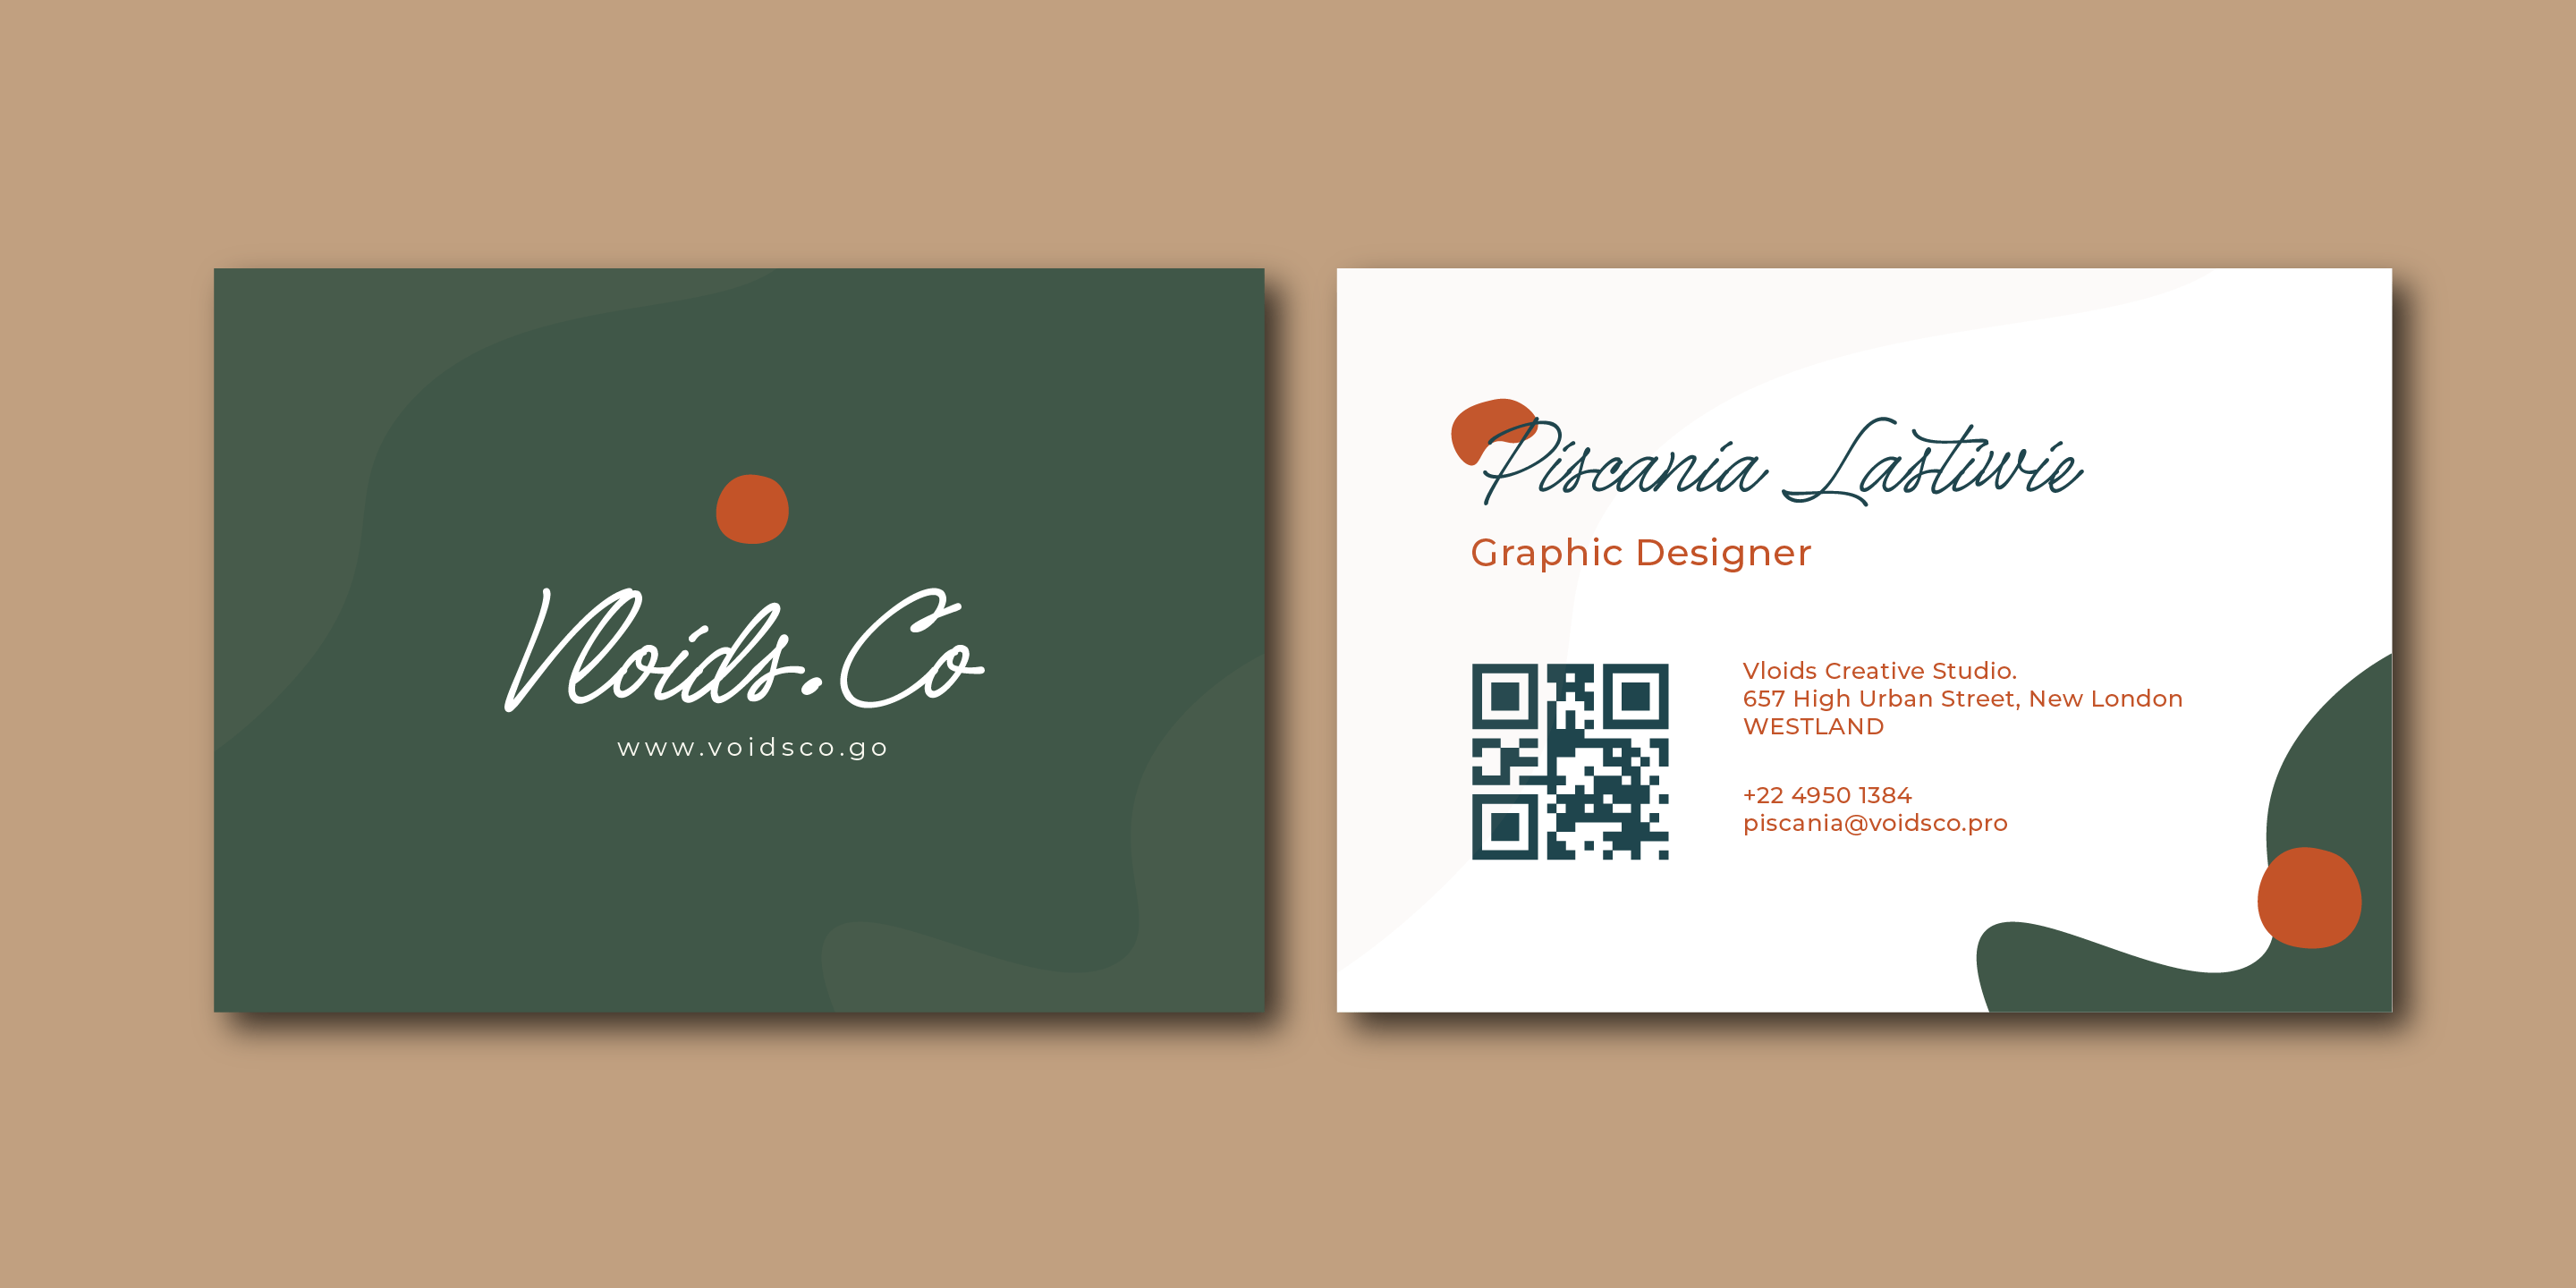 Vloids.Co
www.voidsco.go
Piscania Lastiwie
Graphic Designer
Vloids Creative Studio.
657 High Urban Street, New London
WESTLAND
+22 4950 1384
piscania@voidsco.pro